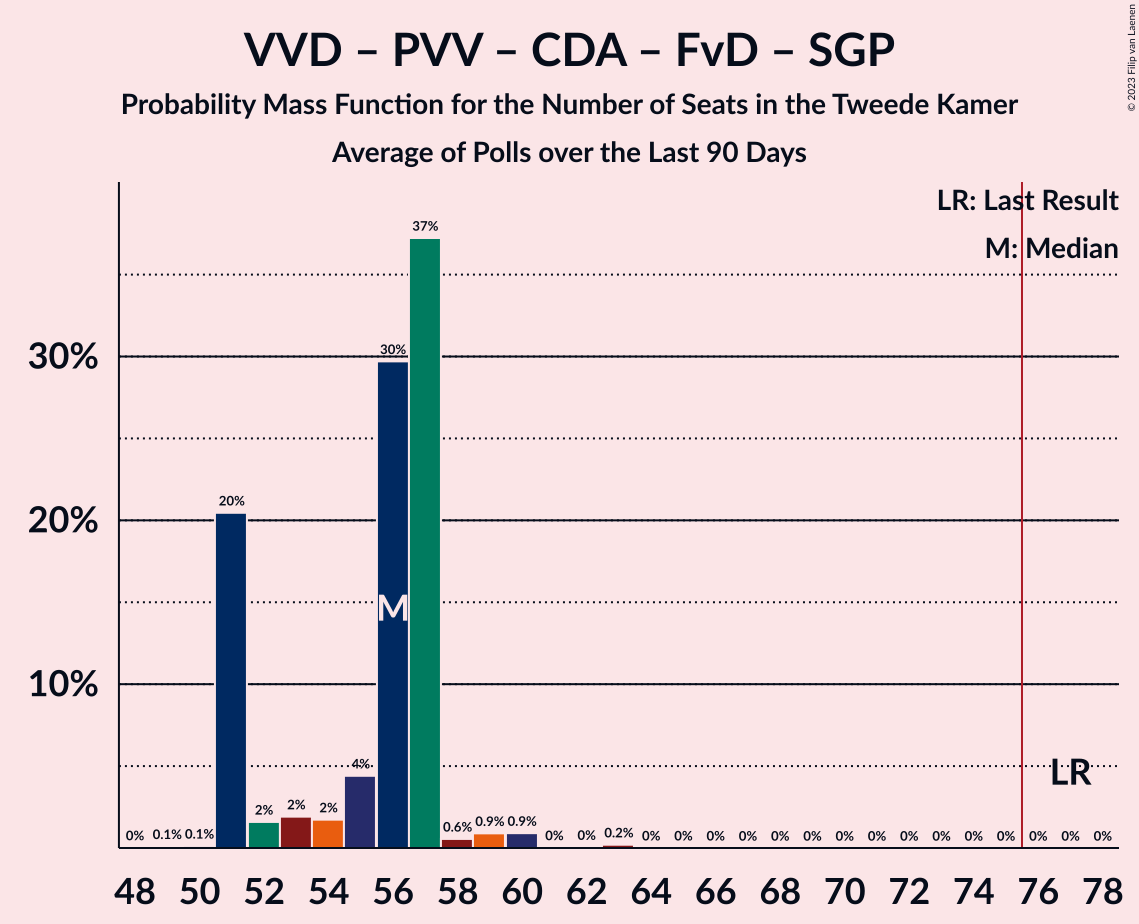 VVD – PVV – CDA – FvD – SGP
Probability Mass Function for the Number of Seats in the Tweede Kamer
Average of Polls over the Last 90 Days
© 2023 Filip van Laenen
LR: Last Result
M: Median
30%
20%
10%
0% 0.1% 0.1% 20% 2% 2% 2% 4% 30% 37% 0.6% 0.9% 0.9% 0% 0% 0.2% 0% 0% 0% 0% 0% 0% 0% 0% 0% 0% 0% 0% 0% 0% 0%
M
LR
48 50 52 54 56 58 60 62 64 66 68 70 72 74 76 78